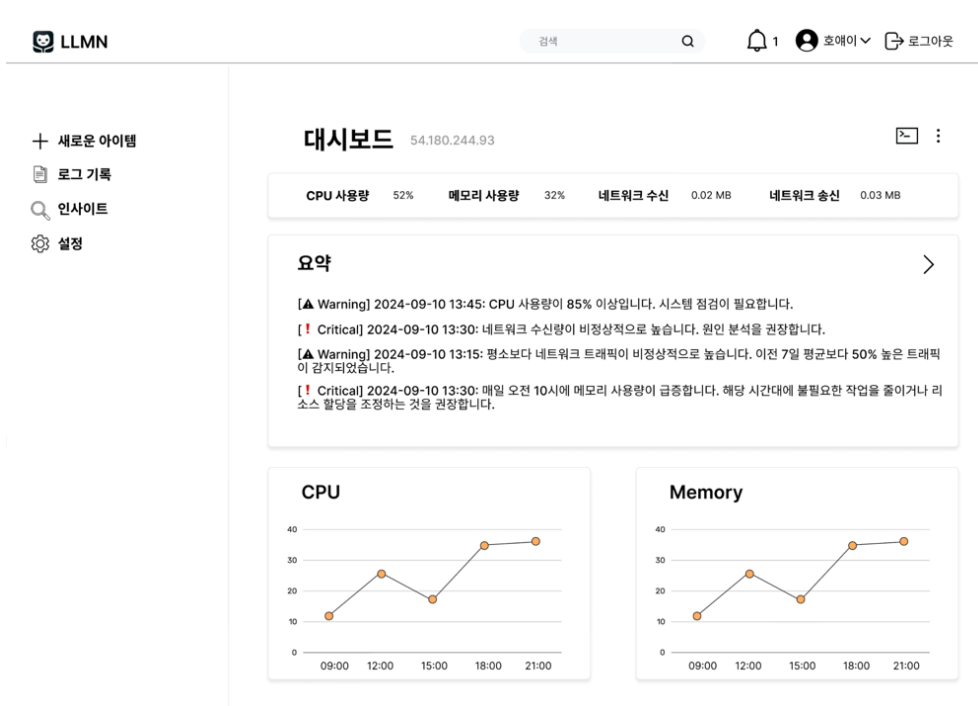 LLMN
검색
1
호얘이
로그아웃
새로운 아이템
로그 기록
인사이트
설정
대시보드 54.180.244.93
CPU 사용량 52% 메모리 사용량 32% 네트워크 수신 0.02 MB 네트워크 송신 0.03 MB
요약
[⚠ Warning] 2024-09-10 13:45: CPU 사용량이 85% 이상입니다. 시스템 점검이 필요합니다.
[❗ Critical] 2024-09-10 13:30: 네트워크 수신량이 비정상적으로 높습니다. 원인 분석을 권장합니다.
[⚠ Warning] 2024-09-10 13:15: 평소보다 네트워크 트래픽이 비정상적으로 높습니다. 이전 7일 평균보다 50% 높은 트래픽
이 감지되었습니다.
[❗ Critical] 2024-09-10 13:30: 매일 오전 10시에 메모리 사용량이 급증합니다. 해당 시간대에 불필요한 작업을 줄이거나 리
소스 할당을 조정하는 것을 권장합니다.
CPU
40
30
20
10
0
09:00 12:00 15:00 18:00 21:00
Memory
40
30
20
10
0
09:00 12:00 15:00 18:00 21:00